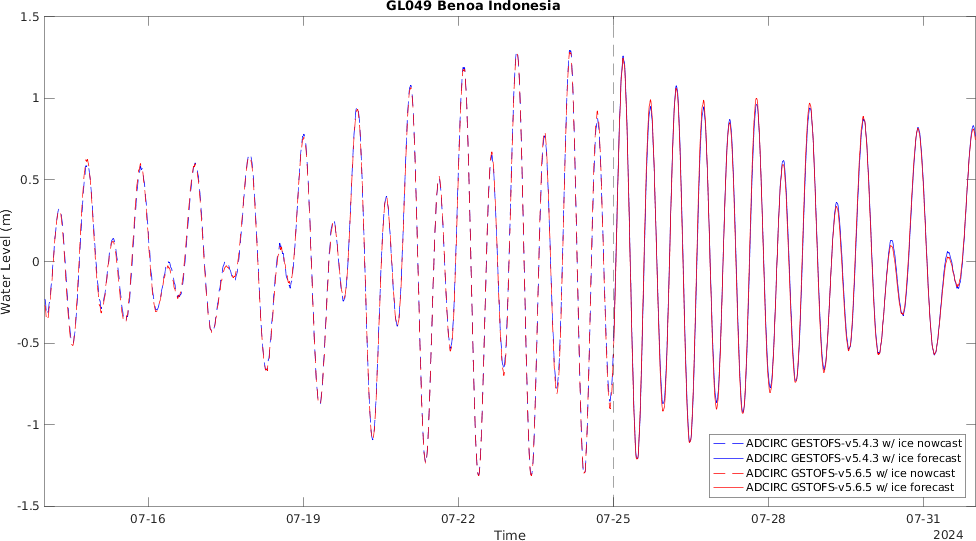 GL049 Benoa Indonesia
1.5
1
0.5
0
-0.5
-1
-1.5
Water Level (m)
07-16 07-19 07-22 07-25 07-28 07-31
2024
Time
ADCIRC GESTOFS-v5.4.3 w/ ice nowcast
ADCIRC GESTOFS-v5.4.3 w/ ice forecast
ADCIRC GSTOFS-v5.6.5 w/ ice nowcast
ADCIRC GSTOFS-v5.6.5 w/ ice forecast